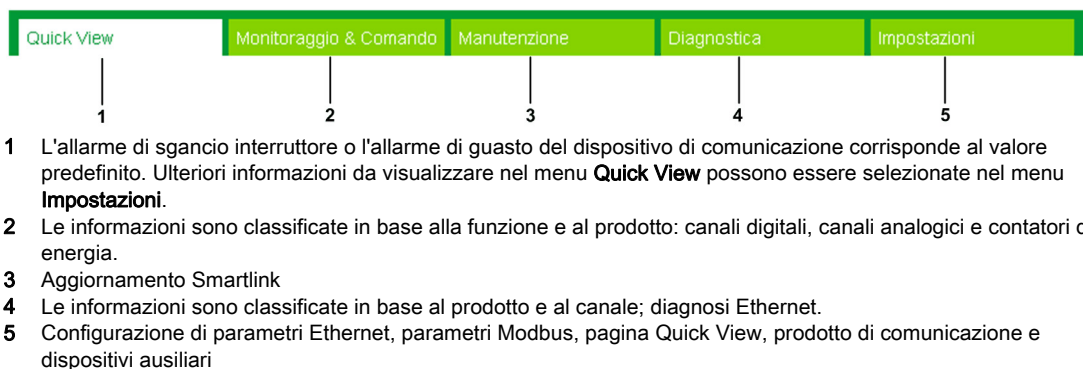 Quick View Monitoraggio & Comando Manutenzione Diagnostica Impostazioni
1 2 3 4 5
1 L'allarme di sgancio interruttore o l'allarme di guasto del dispositivo di comunicazione corrisponde al valore
predefinito. Ulteriori informazioni da visualizzare nel menu Quick View possono essere selezionate nel menu
Impostazioni.
2 Le informazioni sono classificate in base alla funzione e al prodotto: canali digitali, canali analogici e contatori
energia.
3 Aggiornamento Smartlink
4 Le informazioni sono classificate in base al prodotto e al canale; diagnosi Ethernet.
5 Configurazione di parametri Ethernet, parametri Modbus, pagina Quick View, prodotto di comunicazione e
dispositivi ausiliari